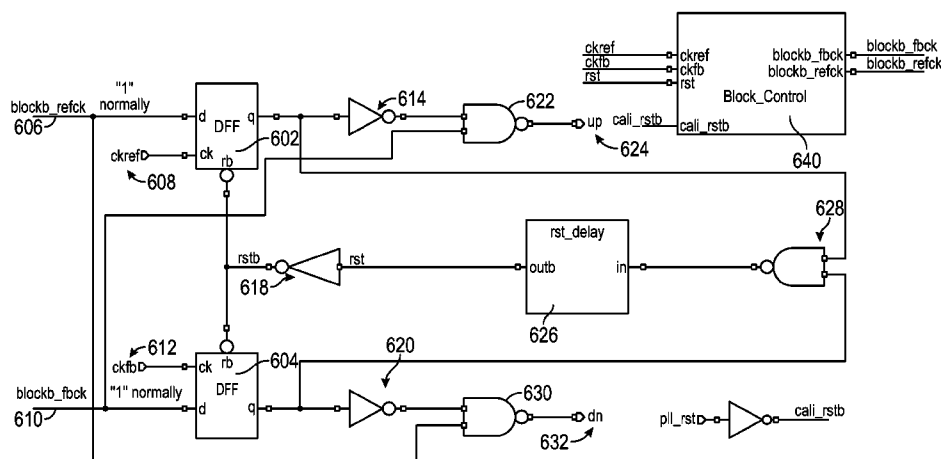 blockb_refck
606
"1"
normally
d
DFF
q
602
ck
rb
ckref
608
614
622
up
624
ckref
ckfb
rst
ckref
ckfb
rst
blockb_fbck
blockb_refck
Block_Control
blockb_fbck
blockb_refck
cali_rstb
cali_rstb
640
rstb
618
rst
rst_delay
outb
in
626
628
ckfb
612
ck
rb
604
DFF
blockb_fbck
610
"1" normally
d
q
620
630
dn
632
pll_rst
cali_rstb